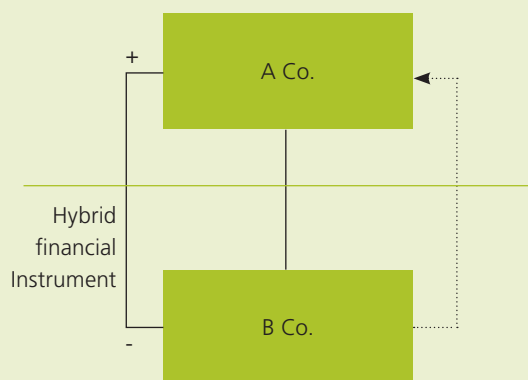 +
A Co.
Hybrid
financial
Instrument
B Co.
-